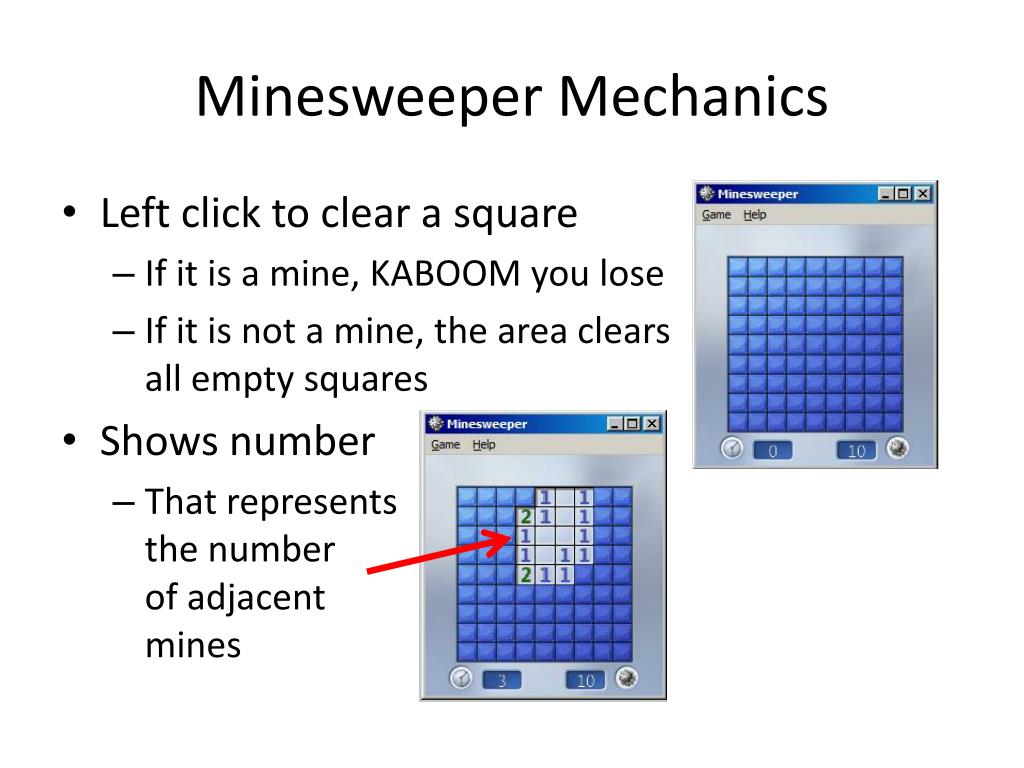 Minesweeper Mechanics
• Left click to clear a square
– If it is a mine, KABOOM you lose
– If it is not a mine, the area clears
all empty squares
• Shows number
– That represents
the number
of adjacent
mines
Minesweeper
Game Help
0 10
Minesweeper
Game Help
1 1
2 1 1
1 1
1 1 1
2 1 1
3 10